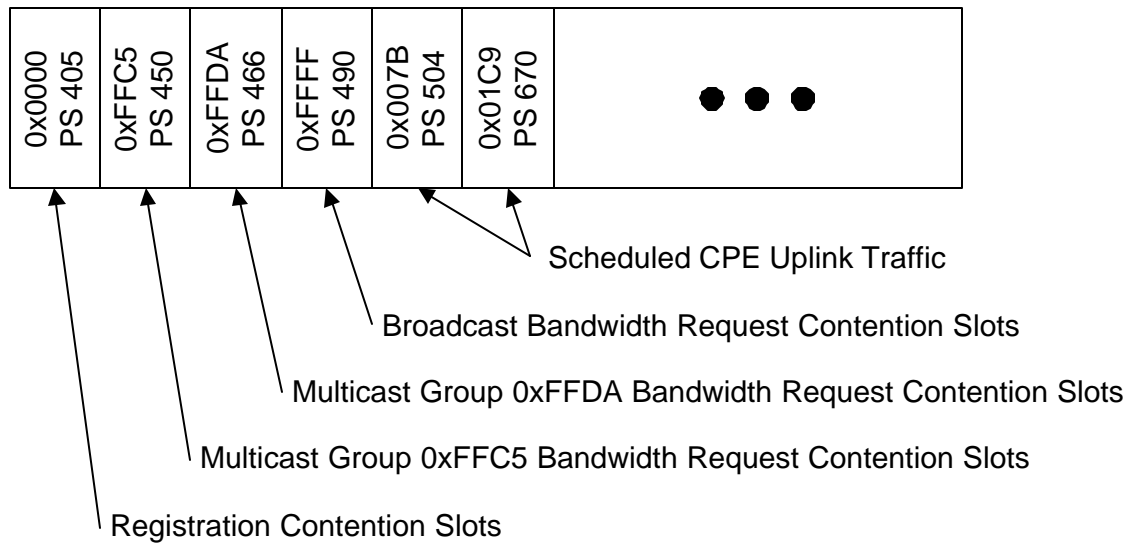 0x0000
PS 405
0xFFC5
PS 450
0xFFDA
PS 466
0xFFFF
PS 490
0x007B
PS 504
0x01C9
PS 670
Scheduled CPE Uplink Traffic
Broadcast Bandwidth Request Contention Slots
Multicast Group 0xFFDA Bandwidth Request Contention Slots
Multicast Group 0xFFC5 Bandwidth Request Contention Slots
Registration Contention Slots